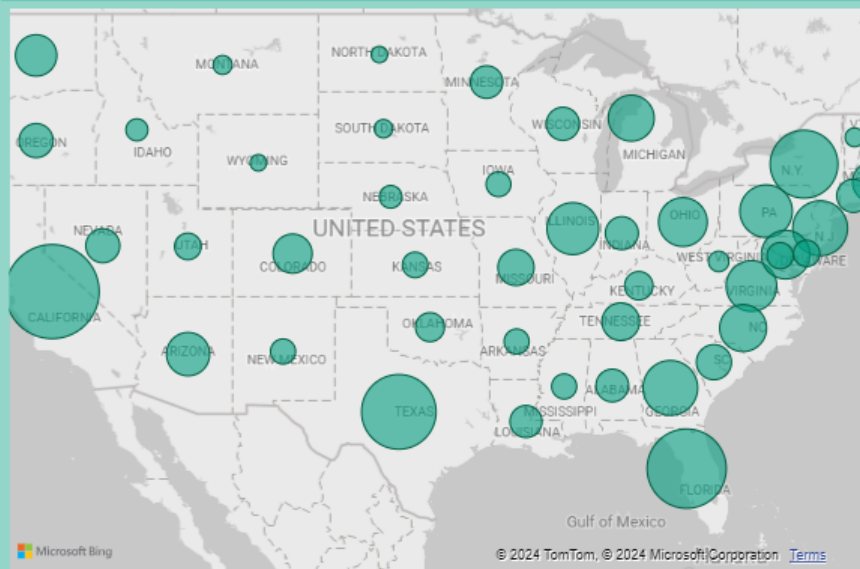 NORTH DAKOTA
MONTANA
MINNESOTA
SOUTH DAKOTA
WISCONSIN
OREGON
IDAHO
MICHIGAN
WYOMING
IOWA
N.Y.
NEBRASKA
OHIO
PA
ILLINOIS
NEVADA
UNITED STATES
UTAH
INDIANA
N.J.
COLORADO
KANSAS
WEST VIRGINIA
MISSOURI
KENTUCKY
VIRGINIA
CALIFORNIA
OKLAHOMA
TENNESSEE
NC
ARIZONA
NEW MEXICO
ARKANSAS
SC
ALABAMA
TEXAS
MISSISSIPPI
GEORGIA
LOUISIANA
FLORIDA
Gulf of Mexico
Microsoft Bing
© 2024 TomTom, © 2024 Microsoft Corporation Terms